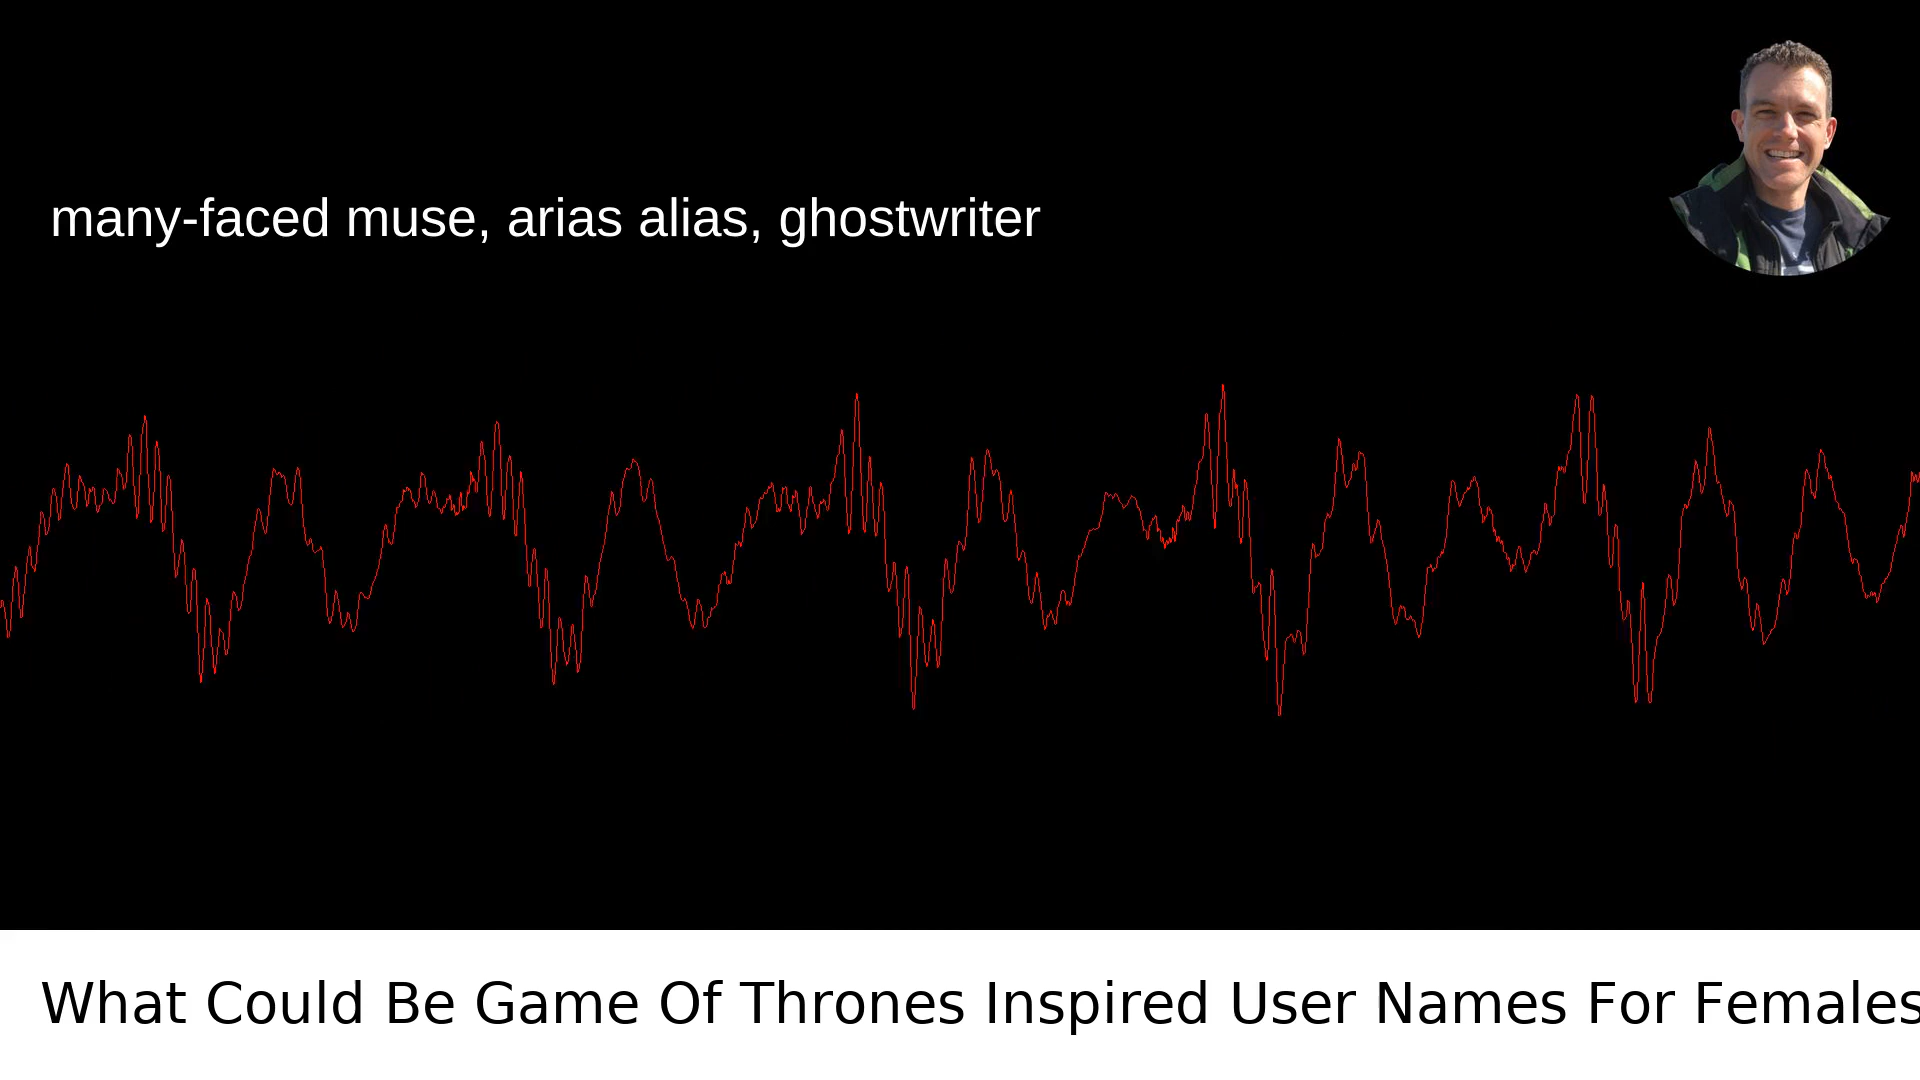 many-faced muse, arias alias, ghostwriter
What Could Be Game Of Thrones Inspired User Names For Females